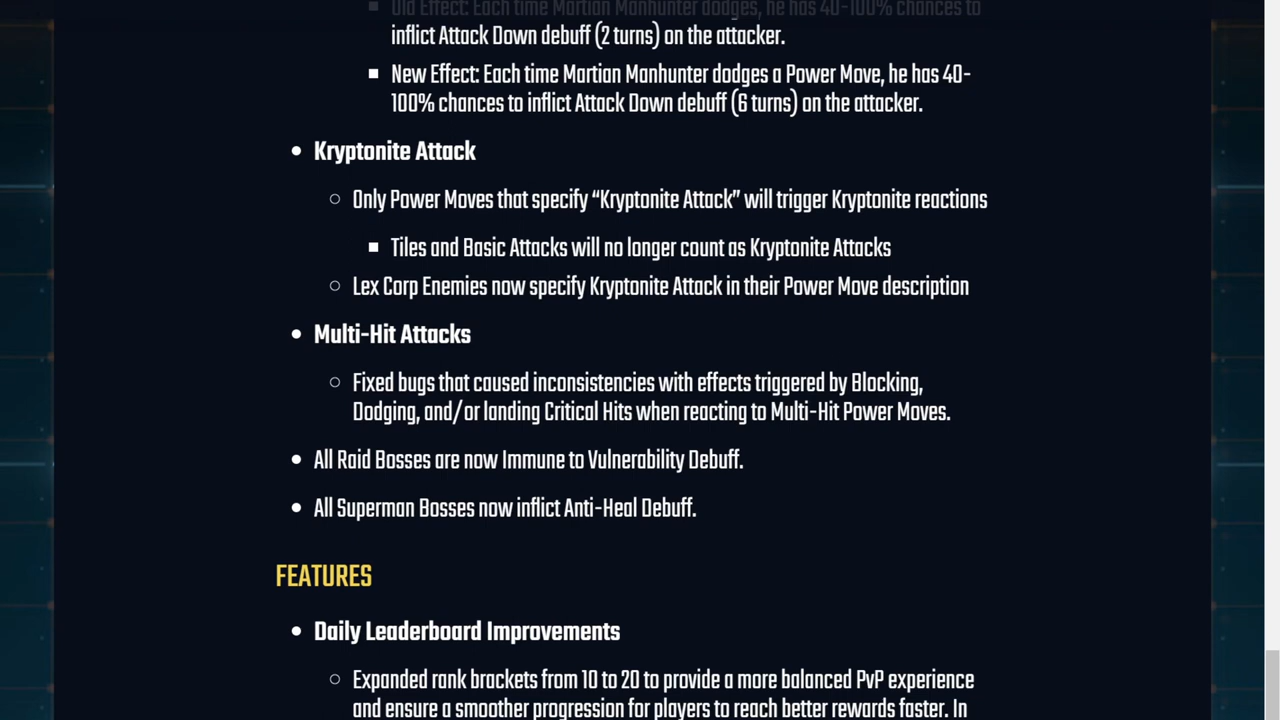 Old Effect: Each time Martian Manhunter dodges, he has 40-100% chances to
inflict Attack Down debuff (2 turns) on the attacker.
New Effect: Each time Martian Manhunter dodges a Power Move, he has 40-
100% chances to inflict Attack Down debuff (6 turns) on the attacker.
Kryptonite Attack
Only Power Moves that specify “Kryptonite Attack” will trigger Kryptonite reactions
Tiles and Basic Attacks will no longer count as Kryptonite Attacks
Lex Corp Enemies now specify Kryptonite Attack in their Power Move description
Multi-Hit Attacks
Fixed bugs that caused inconsistencies with effects triggered by Blocking,
Dodging, and/or landing Critical Hits when reacting to Multi-Hit Power Moves.
All Raid Bosses are now Immune to Vulnerability Debuff.
All Superman Bosses now inflict Anti-Heal Debuff.
FEATURES
Daily Leaderboard Improvements
Expanded rank brackets from 10 to 20 to provide a more balanced PvP experience
and ensure a smoother progression for players to reach better rewards faster. In